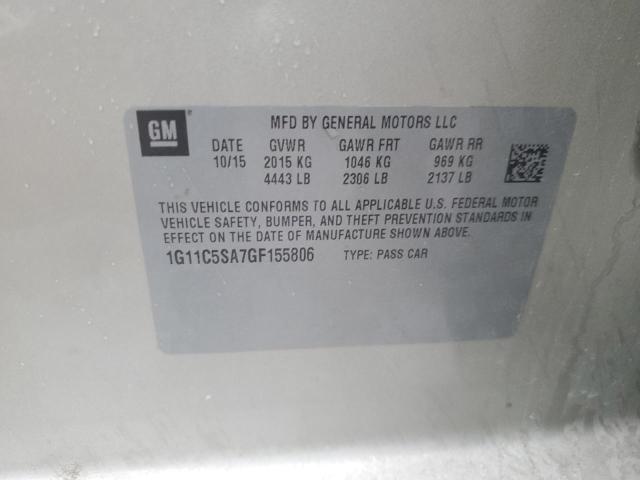 GM
MFD BY GENERAL MOTORS LLC
DATE GVWR GAWR FRT GAWR RR
10/15 2015 KG 1046 KG 969 KG
4443 LB 2306 LB 2137 LB
THIS VEHICLE CONFORMS TO ALL APPLICABLE U.S. FEDERAL MOTOR
VEHICLE SAFETY, BUMPER, AND THEFT PREVENTION STANDARDS IN
EFFECT ON THE DATE OF MANUFACTURE SHOWN ABOVE.
1G11C5SA7GF155806 TYPE: PASS CAR